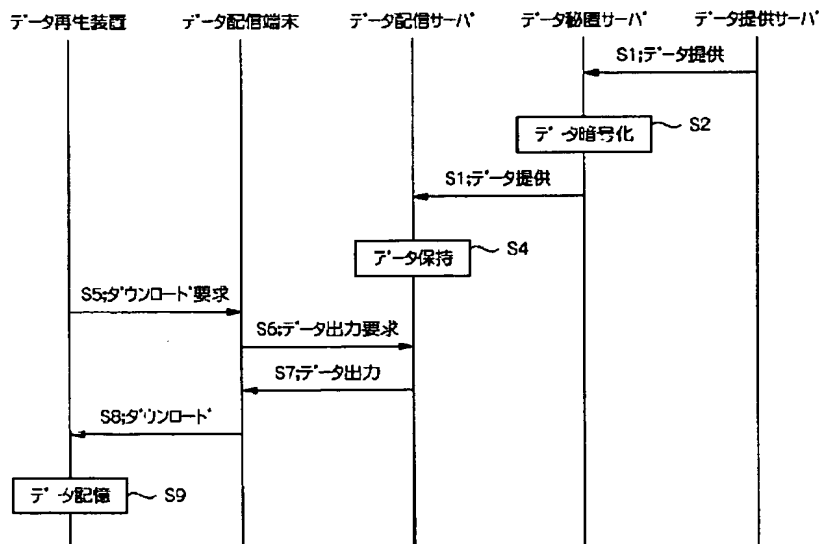 データ再生装置 データ配信端末 データ配信サーバ データ秘匿サーバ データ提供サーバ
S1;データ提供
データ暗号化 S2
S1;データ提供
データ保持 S4
S5;ダウンロード要求
S6;データ出力要求
S7;データ出力
S8;ダウンロード
データ記憶 S9